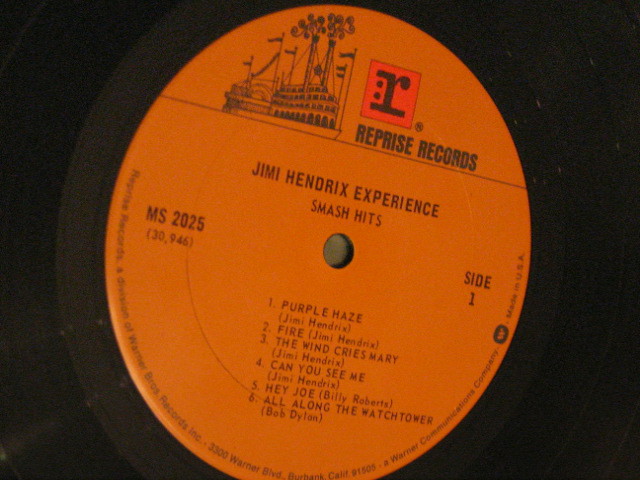 r
®
REPRISE RECORDS
JIMI HENDRIX EXPERIENCE
SMASH HITS
MS 2025
(30,946)
SIDE
1
1. PURPLE HAZE
(Jimi Hendrix)
2. FIRE (Jimi Hendrix)
3. THE WIND CRIES MARY
(Jimi Hendrix)
4. CAN YOU SEE ME
(Jimi Hendrix)
5. HEY JOE (Billy Roberts)
6. ALL ALONG THE WATCHTOWER
(Bob Dylan)
Reprise Records, a division of Warner Bros. Records Inc. - 3300 Warner Blvd., Burbank, Calif. 91505 - a Warner Communications Company
Made in U.S.A.